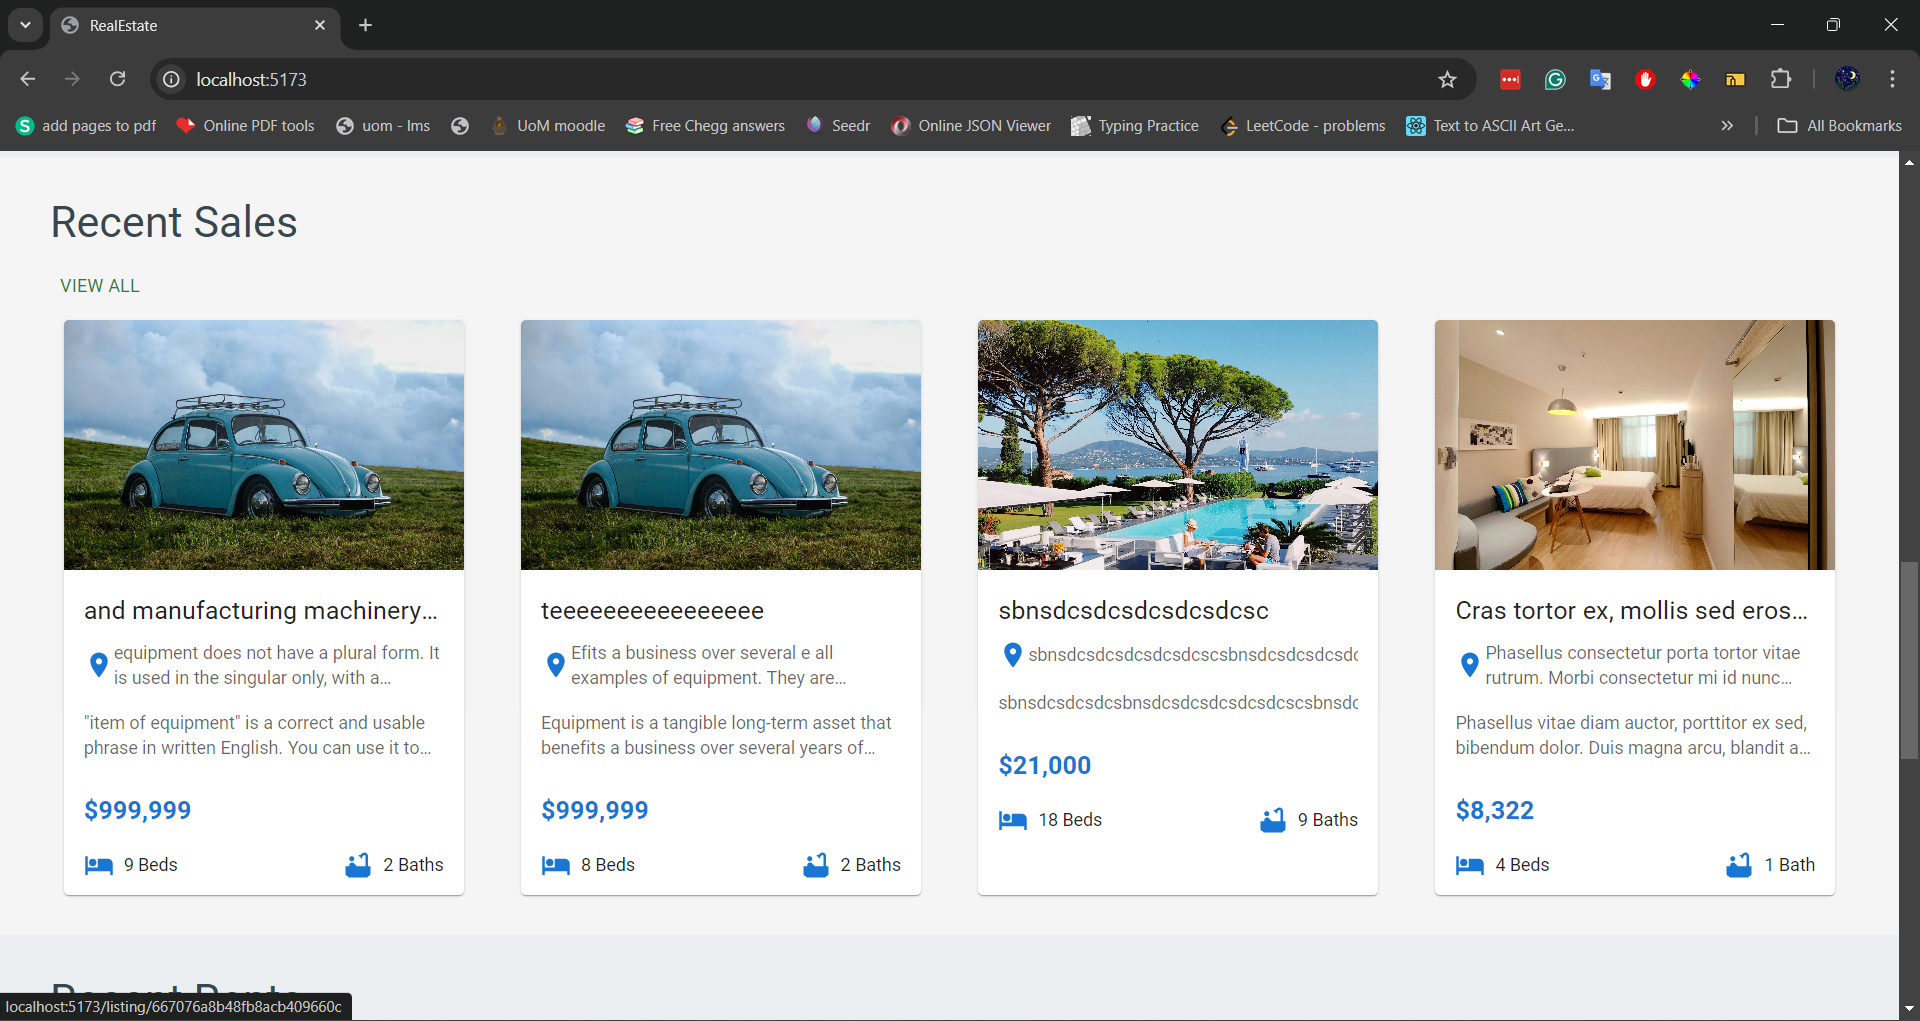 RealEstate
localhost:5173
add pages to pdf
Online PDF tools
uom - lms
UoM moodle
Free Chegg answers
Seedr
Online JSON Viewer
Typing Practice
LeetCode - problems
Text to ASCII Art Ge...
All Bookmarks
Recent Sales
VIEW ALL
and manufacturing machinery...
equipment does not have a plural form. It
is used in the singular only, with a...
"item of equipment" is a correct and usable
phrase in written English. You can use it to...
$999,999
9 Beds
2 Baths
teeeeeeeeeeeeeeee
Efits a business over several e all
examples of equipment. They are...
Equipment is a tangible long-term asset that
benefits a business over several years of...
$999,999
8 Beds
2 Baths
sbnsdcsdcsdcsdcsdcsc
sbnsdcsdcsdcsdcsdcscsbnsdcsdcsdcsdc
sbnsdcsdcsdcsbnsdcsdcsdcsdcsdcscsbnsdc
$21,000
18 Beds
9 Baths
Cras tortor ex, mollis sed eros...
Phasellus consectetur porta tortor vitae
rutrum. Morbi consectetur mi id nunc...
Phasellus vitae diam auctor, porttitor ex sed,
bibendum dolor. Duis magna arcu, blandit a...
$8,322
4 Beds
1 Bath
Recent Rents
localhost:5173/listing/667076a8b48fb8acb409660c